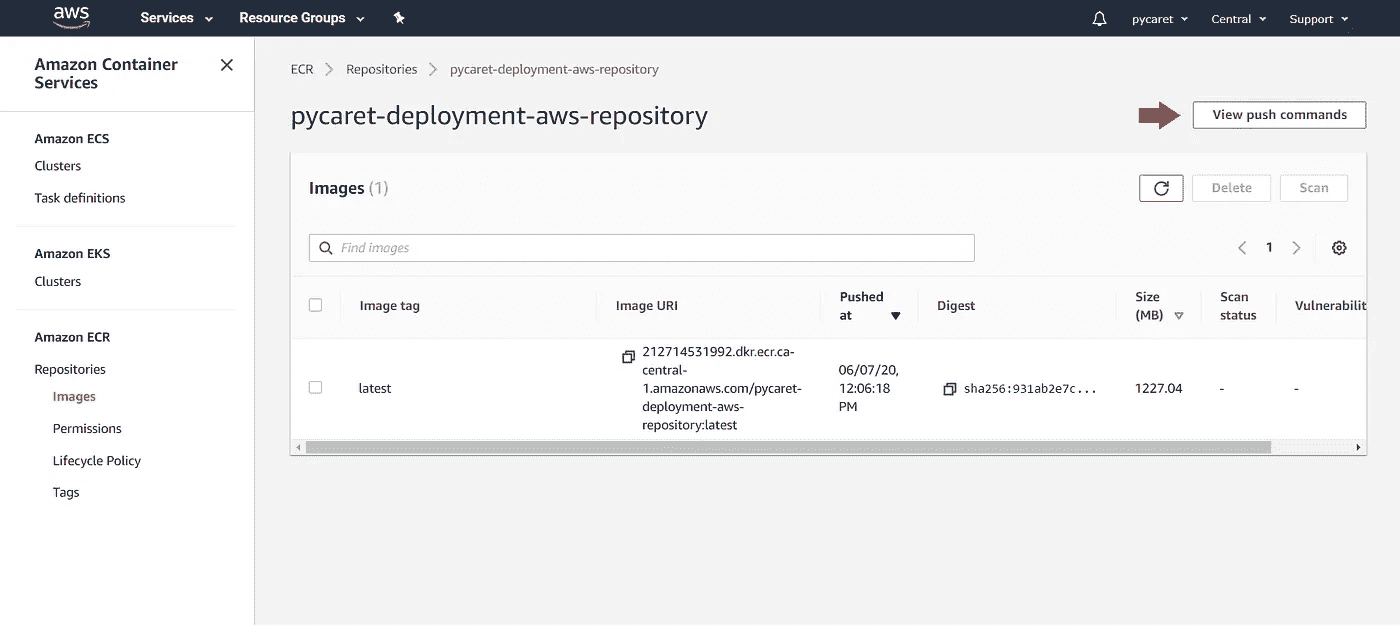 aws
Services
Resource Groups
pycaret
Central
Support
Amazon Container
Services
Amazon ECS
Clusters
Task definitions
Amazon EKS
Clusters
Amazon ECR
Repositories
Images
Permissions
Lifecycle Policy
Tags
ECR
Repositories
pycaret-deployment-aws-repository
pycaret-deployment-aws-repository
View push commands
Images (1)
Delete
Scan
Find images
1
Image tag
Image URI
Pushed
at
Digest
Size
(MB)
Scan
status
Vulnerabilit
latest
212714531992.dkr.ecr.ca-
central-
1.amazonaws.com/pycaret-
deployment-aws-
repository:latest
06/07/20,
12:06:18
PM
sha256:931ab2e7c...
1227.04
-
-